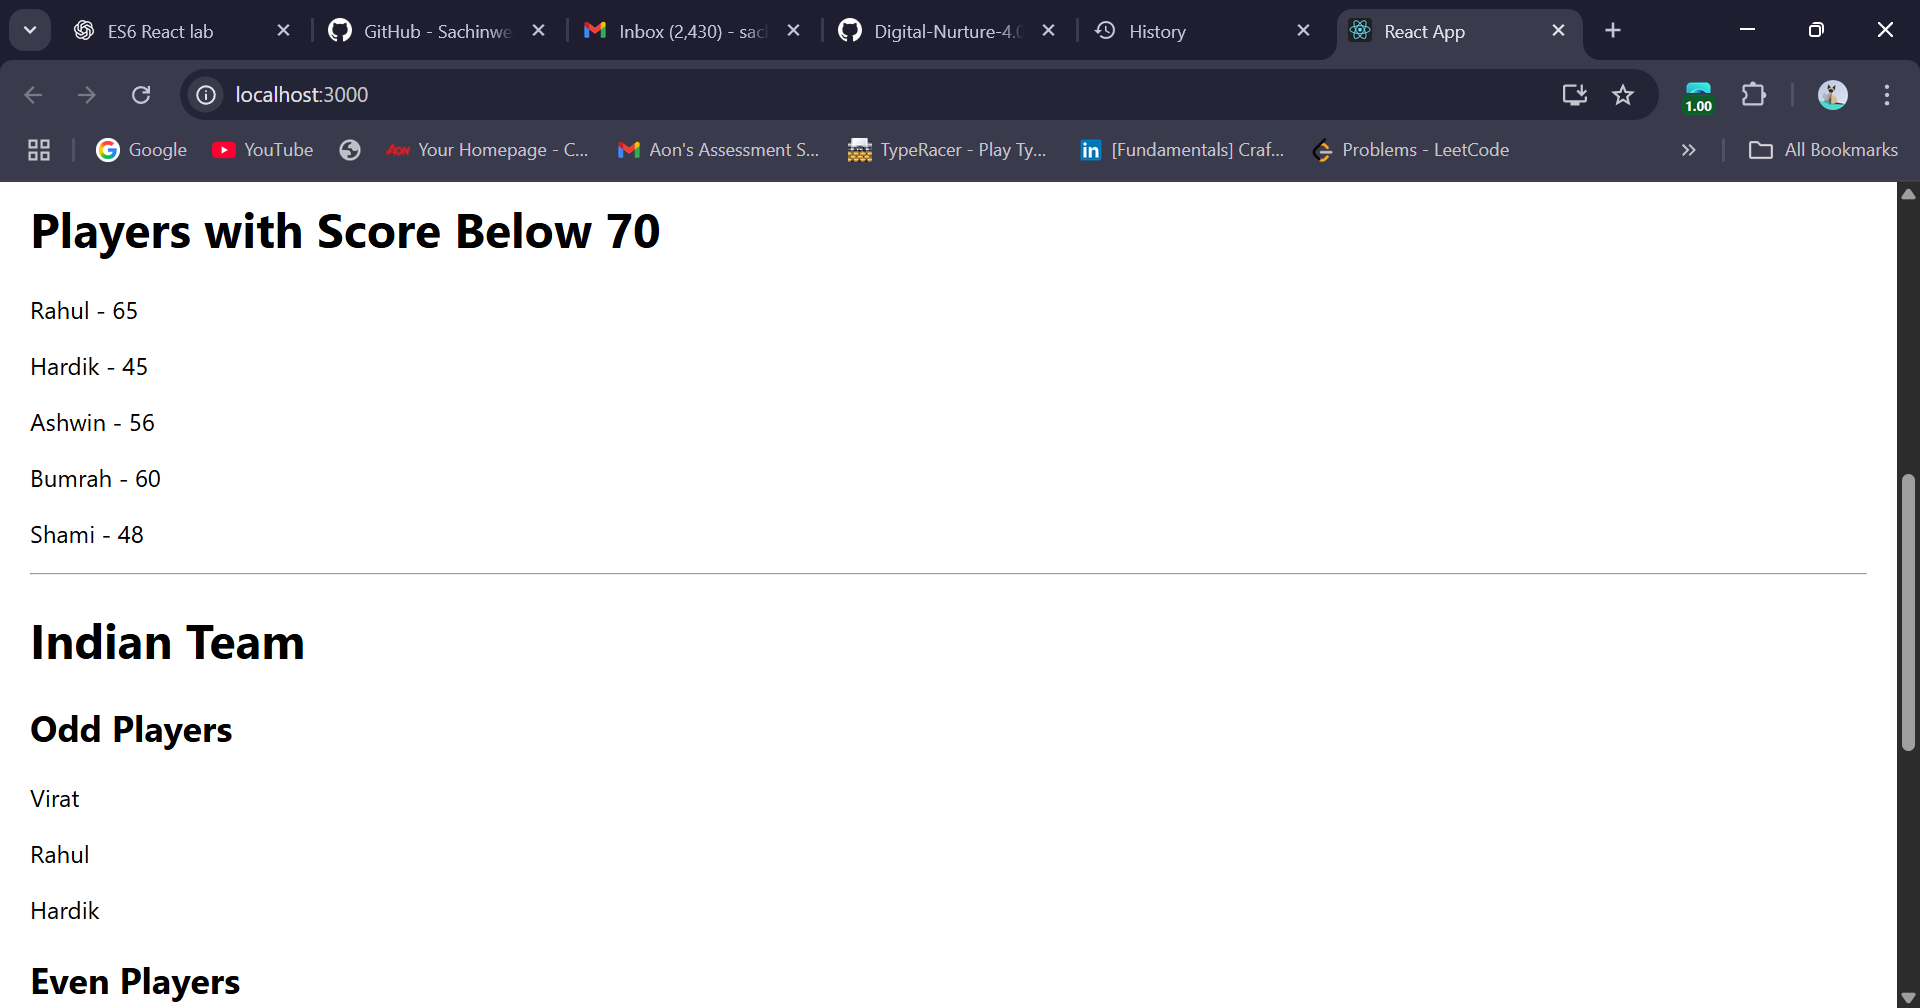 ES6 React lab
GitHub - Sachinwe
Inbox (2,430) - sac
Digital-Nurture-4.0
History
React App
localhost:3000
1.00
Google
YouTube
Aon
Your Homepage - C...
Aon's Assessment S...
TypeRacer - Play Ty...
in
[Fundamentals] Craf...
Problems - LeetCode
All Bookmarks
Players with Score Below 70
Rahul - 65
Hardik - 45
Ashwin - 56
Bumrah - 60
Shami - 48
Indian Team
Odd Players
Virat
Rahul
Hardik
Even Players